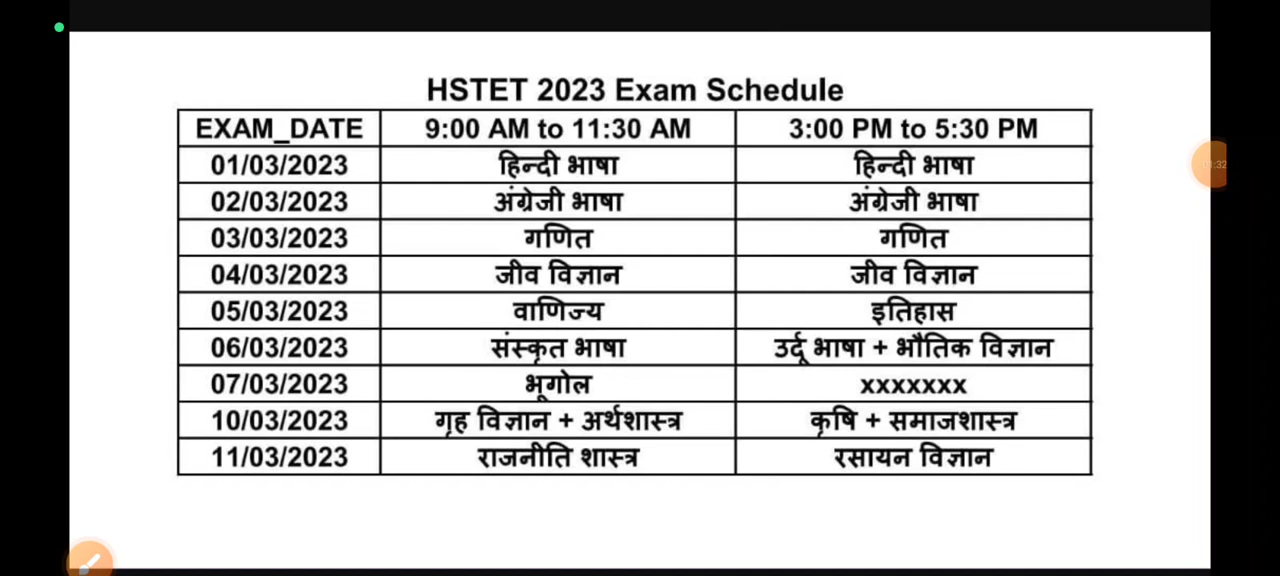 HSTET 2023 Exam Schedule
EXAM_DATE 9:00 AM to 11:30 AM 3:00 PM to 5:30 PM
01/03/2023 हिन्दी भाषा हिन्दी भाषा
02/03/2023 अंग्रेजी भाषा अंग्रेजी भाषा
03/03/2023 गणित गणित
04/03/2023 जीव विज्ञान जीव विज्ञान
05/03/2023 वाणिज्य इतिहास
06/03/2023 संस्कृत भाषा उर्दू भाषा + भौतिक विज्ञान
07/03/2023 भूगोल xxxxxxx
10/03/2023 गृह विज्ञान + अर्थशास्त्र कृषि + समाजशास्त्र
11/03/2023 राजनीति शास्त्र रसायन विज्ञान